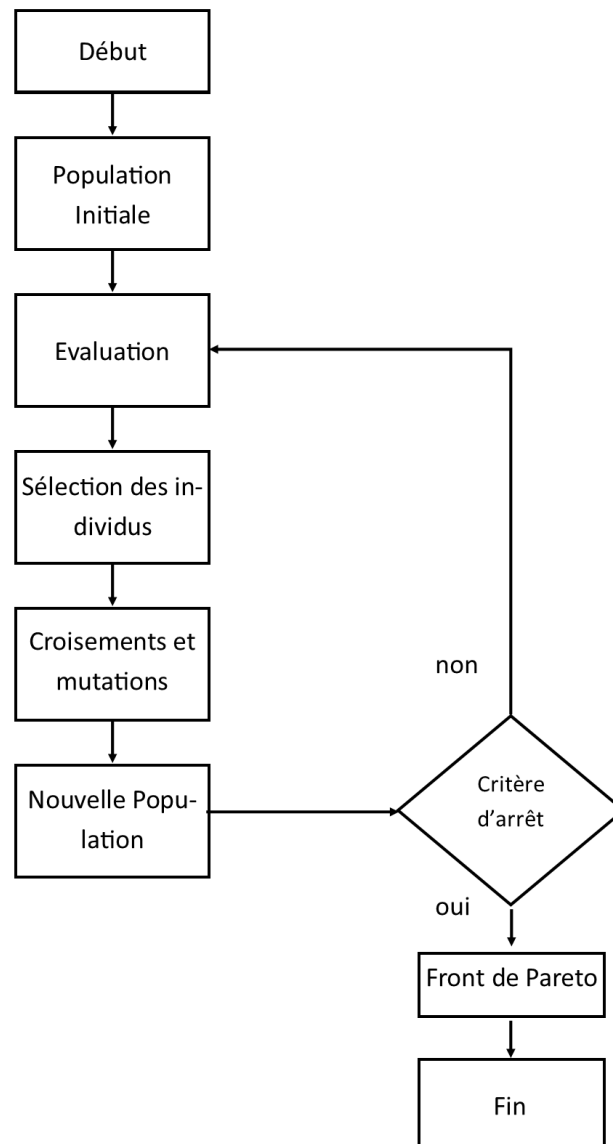 Début
Population
Initiale
Evaluation
Sélection des in-
dividus
Croisements et
mutations
Nouvelle Popu-
lation
non
Critère
d’arrêt
oui
Front de Pareto
Fin